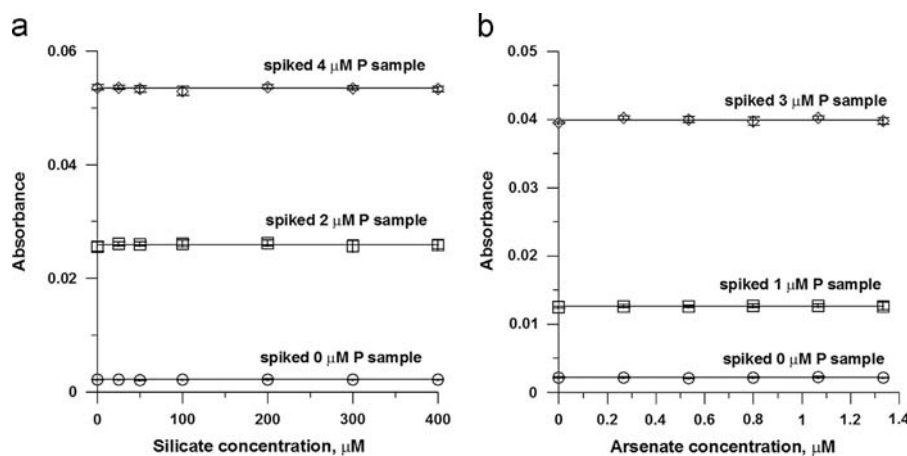 a
0.06
0.04
0.02
0
Absorbance
spiked 4 μM P sample
spiked 2 μM P sample
spiked 0 μM P sample
0 100 200 300 400
Silicate concentration, μM
b
0.05
0.04
0.03
0.02
0.01
0
Absorbance
spiked 3 μM P sample
spiked 1 μM P sample
spiked 0 μM P sample
0 0.2 0.4 0.6 0.8 1 1.2 1.4
Arsenate concentration, μM